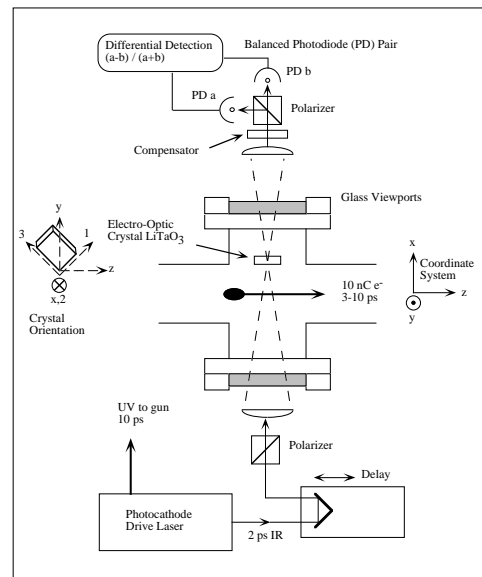 Differential Detection
(a-b) / (a+b)
Balanced Photodiode (PD) Pair
PD b
PD a
Polarizer
Compensator
Glass Viewports
Electro-Optic
Crystal LiTaO3
y
3
1
z
x,2
Crystal
Orientation
10 nC e-
3-10 ps
x
Coordinate
System
z
y
UV to gun
10 ps
Polarizer
Delay
Photocathode
Drive Laser
2 ps IR